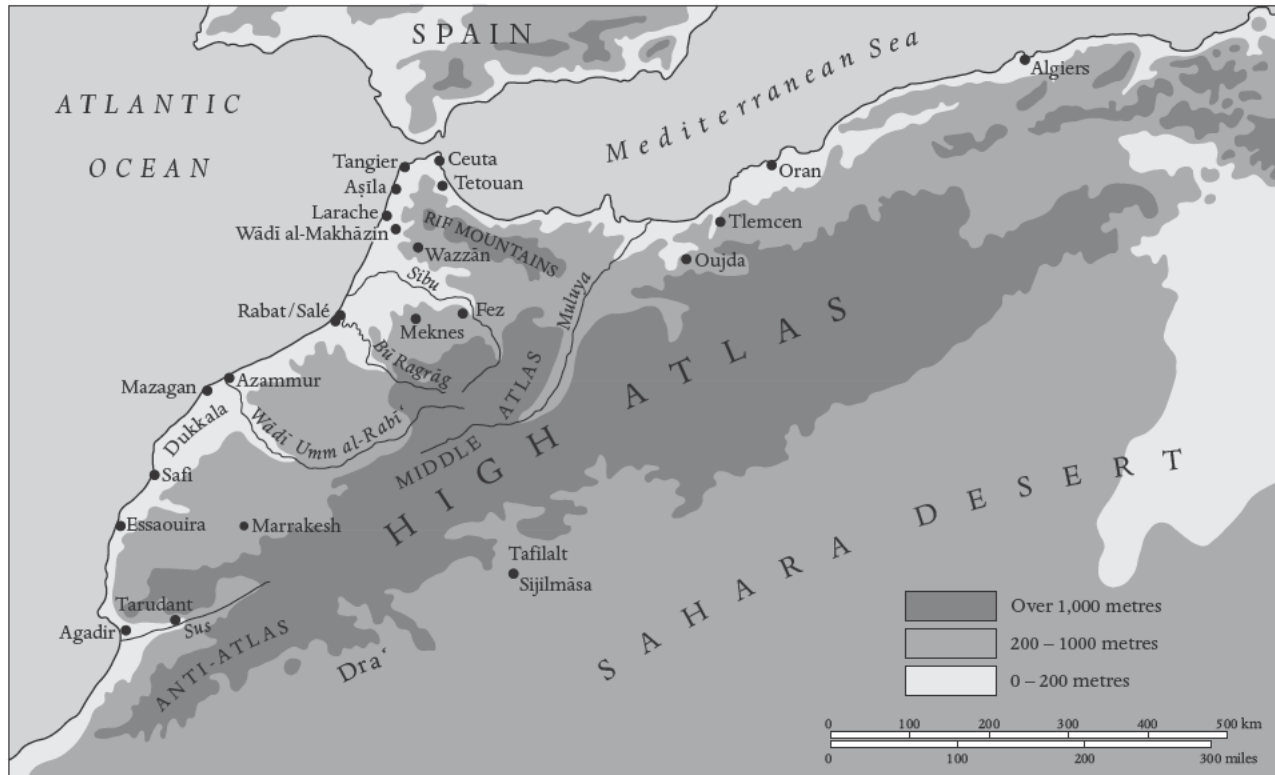 SPAIN
ATLANTIC
OCEAN
Mediterranean Sea
Algiers
Tangier
Ceuta
Aṣīla
Tetouan
Oran
Larache
Wādī al-Makhāzin
RIF MOUNTAINS
Tlemcen
Wazzān
Oujda
Sibu
Muluya
Rabat/Salé
Fez
Meknes
Bū Ragrāg
Mazagan
Azammur
Dukkala
Wādī Umm al-Rabīʿ
MIDDLE ATLAS
HIGH ATLAS
Safi
Essaouira
Marrakesh
SAHARA DESERT
Tafilalt
Sijilmāsa
Tarudant
Sus
Agadir
ANTI-ATLAS
Draʿ
Over 1,000 metres
200 – 1000 metres
0 – 200 metres
0 100 200 300 400 500 km
0 100 200 300 miles